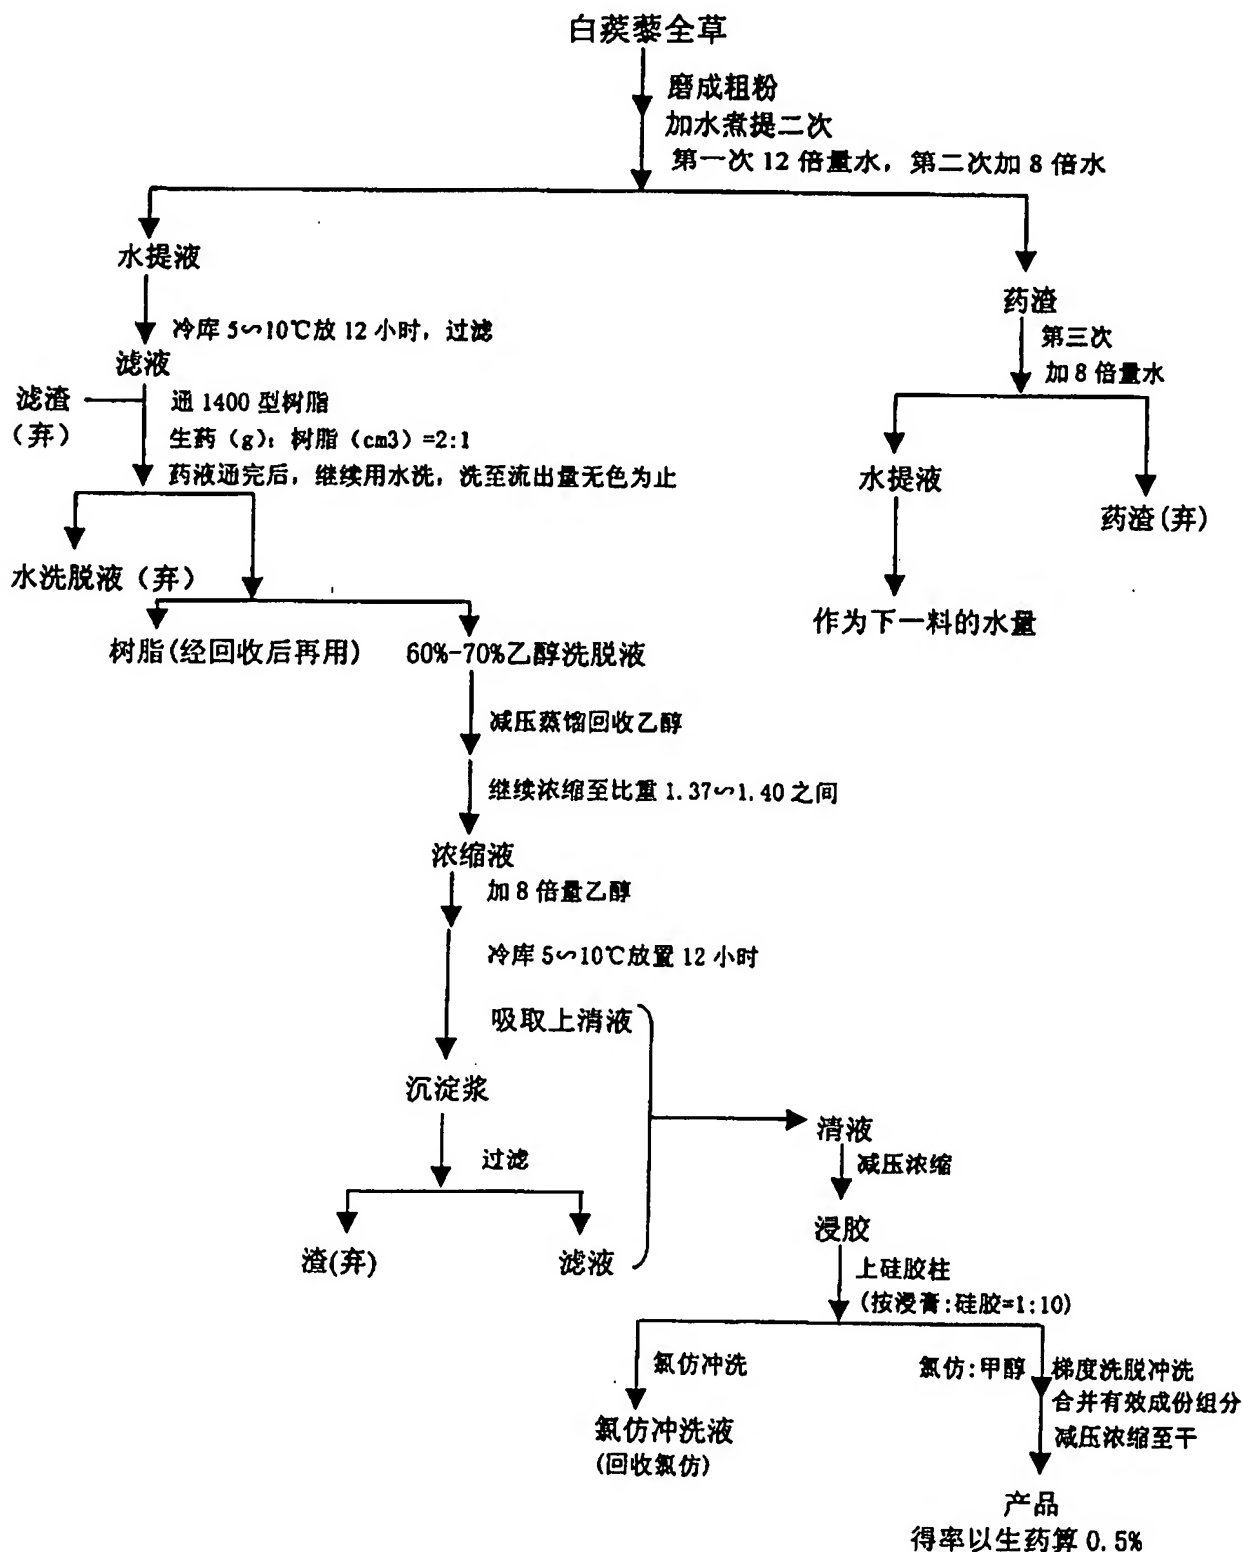 白蒺藜全草
磨成粗粉
加水煮提二次
第一次12倍量水，第二次加8倍水
水提液
药渣
冷库5~10℃放12小时，过滤
第三次
加8倍量水
滤液
滤渣
（弃）
通1400型树脂
生药（g）：树脂（cm3）=2:1
药液通完后，继续用水洗，洗至流出量无色为止
水提液
药渣(弃)
水洗脱液（弃）
作为下一料的水量
树脂(经回收后再用)
60%-70%乙醇洗脱液
减压蒸馏回收乙醇
继续浓缩至比重1.37~1.40之间
浓缩液
加8倍量乙醇
冷库5~10℃放置12小时
吸取上清液
沉淀浆
清液
过滤
减压浓缩
渣(弃)
滤液
浸胶
上硅胶柱
(按浸膏:硅胶=1:10)
氯仿冲洗
氯仿:甲醇
梯度洗脱冲洗
合并有效成份组分
减压浓缩至干
氯仿冲洗液
(回收氯仿)
产品
得率以生药算0.5%